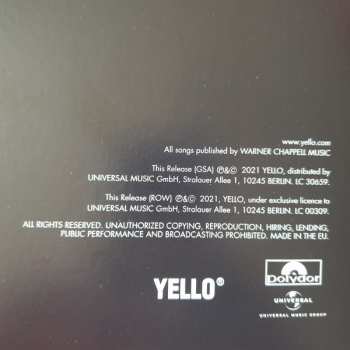 www.yello.com
All songs published by WARNER CHAPPELL MUSIC
This Release (GSA) ℗&© 2021 YELLO, distributed by
UNIVERSAL MUSIC GmbH, Stralauer Allee 1, 10245 BERLIN. LC 30659.
This Release (ROW) ℗&© 2021, YELLO, under exclusive licence to
UNIVERSAL MUSIC GmbH, Stralauer Allee 1, 10245 BERLIN. LC 00309.
ALL RIGHTS RESERVED. UNAUTHORIZED COPYING, REPRODUCTION, HIRING, LENDING,
PUBLIC PERFORMANCE AND BROADCASTING PROHIBITED. MADE IN THE EU.
YELLO®
Polydor
UNIVERSAL
UNIVERSAL MUSIC GROUP